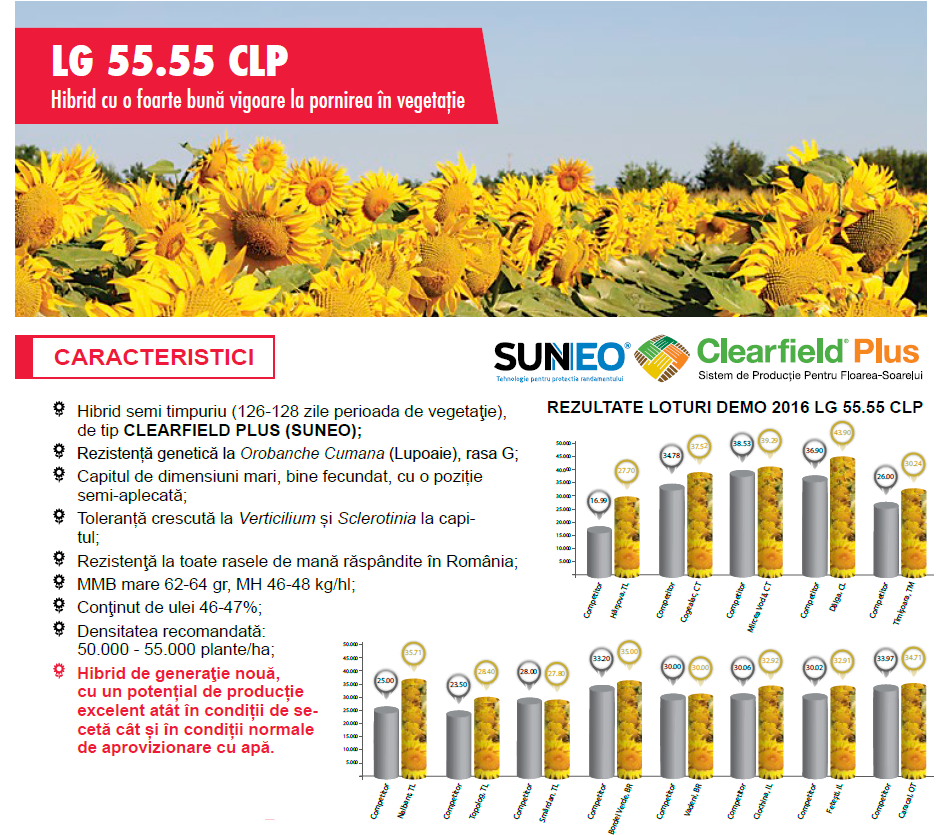 LG 55.55 CLP
Hibrid cu o foarte bună vigoare la pornirea în vegetație
CARACTERISTICI
SUNEO®
Tehnologie pentru protectia randamentului
Clearfield® Plus
Sistem de Producție Pentru Floarea-Soarelui
Hibrid semi timpuriu (126-128 zile perioada de vegetaţie),
de tip CLEARFIELD PLUS (SUNEO);
Rezistență genetică la Orobanche Cumana (Lupoaie), rasa G;
Capitul de dimensiuni mari, bine fecundat, cu o poziție
semi-aplecată;
Toleranță crescută la Verticilium și Sclerotinia la capi-
tul;
Rezistenţă la toate rasele de mană răspândite în România;
MMB mare 62-64 gr, MH 46-48 kg/hl;
Conţinut de ulei 46-47%;
Densitatea recomandată:
50.000 - 55.000 plante/ha;
Hibrid de generaţie nouă,
cu un potențial de producție
excelent atât în condiții de se-
cetă cât și în condiții normale
de aprovizionare cu apă.
REZULTATE LOTURI DEMO 2016 LG 55.55 CLP
50.000
45.000
40.000
35.000
30.000
25.000
20.000
15.000
10.000
5.000
16.99 27.70 34.78 37.52 38.53 39.29 36.90 43.90 26.00 30.24
Competitor Hârșova, TL Competitor Cogealac, CT Competitor Mircea Vodă, CT Competitor Dâlga, CL Competitor Timișoara, TM
50.000
45.000
40.000
35.000
30.000
25.000
20.000
15.000
10.000
5.000
25.00 35.71 23.50 28.40 28.00 27.80 33.20 35.00 30.00 30.00 30.06 32.92 30.02 32.91 33.97 34.71
Competitor Nalbant, TL Competitor Topolog, TL Competitor Smârdan, TL Competitor Bordei Verde, BR Competitor Vădeni, BR Competitor Ciochina, IL Competitor Fetești, IL Competitor Caracal, OT